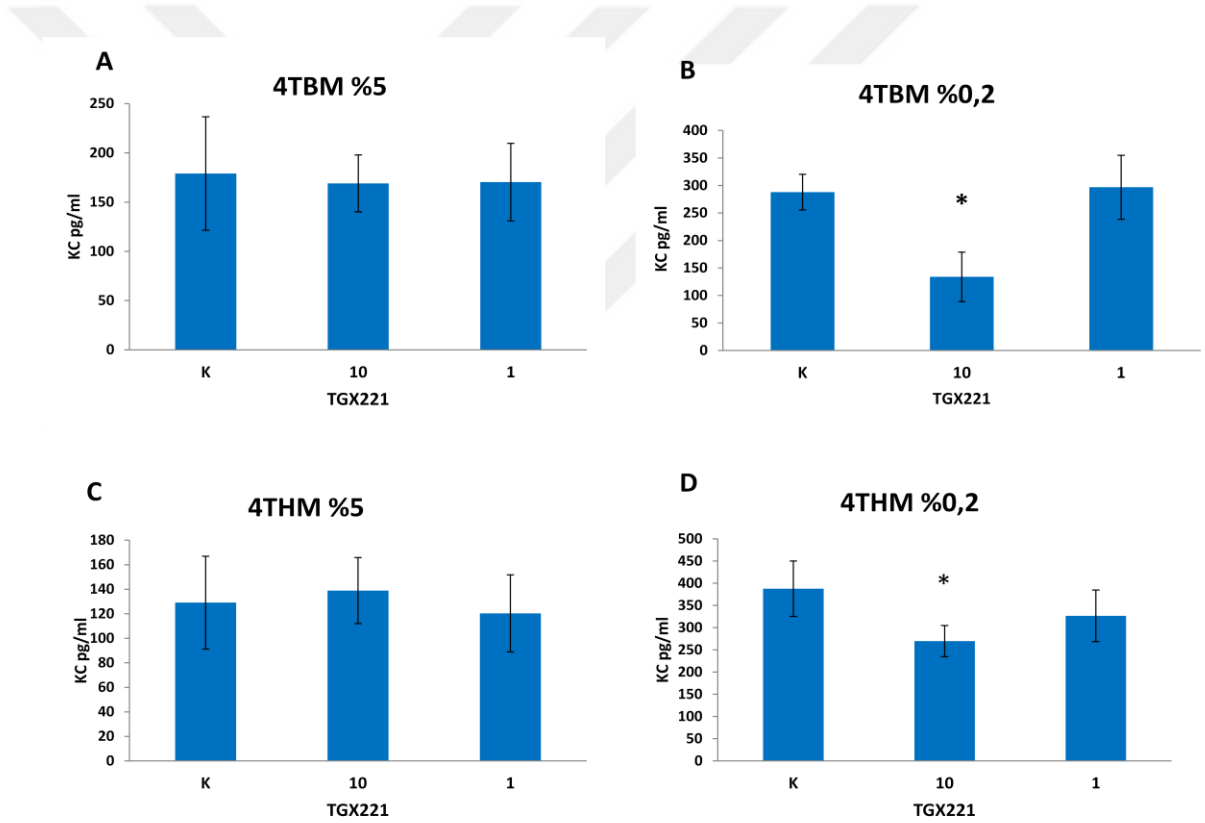 A
4TBM %5
KC pg/ml
250
200
150
100
50
0
K 10 1
TGX221
B
4TBM %0,2
KC pg/ml
400
350
300
250
200
150
100
50
0
*
K 10 1
TGX221
C
4THM %5
KC pg/ml
180
160
140
120
100
80
60
40
20
0
K 10 1
TGX221
D
4THM %0,2
KC pg/ml
500
450
400
350
300
250
200
150
100
50
0
*
K 10 1
TGX221